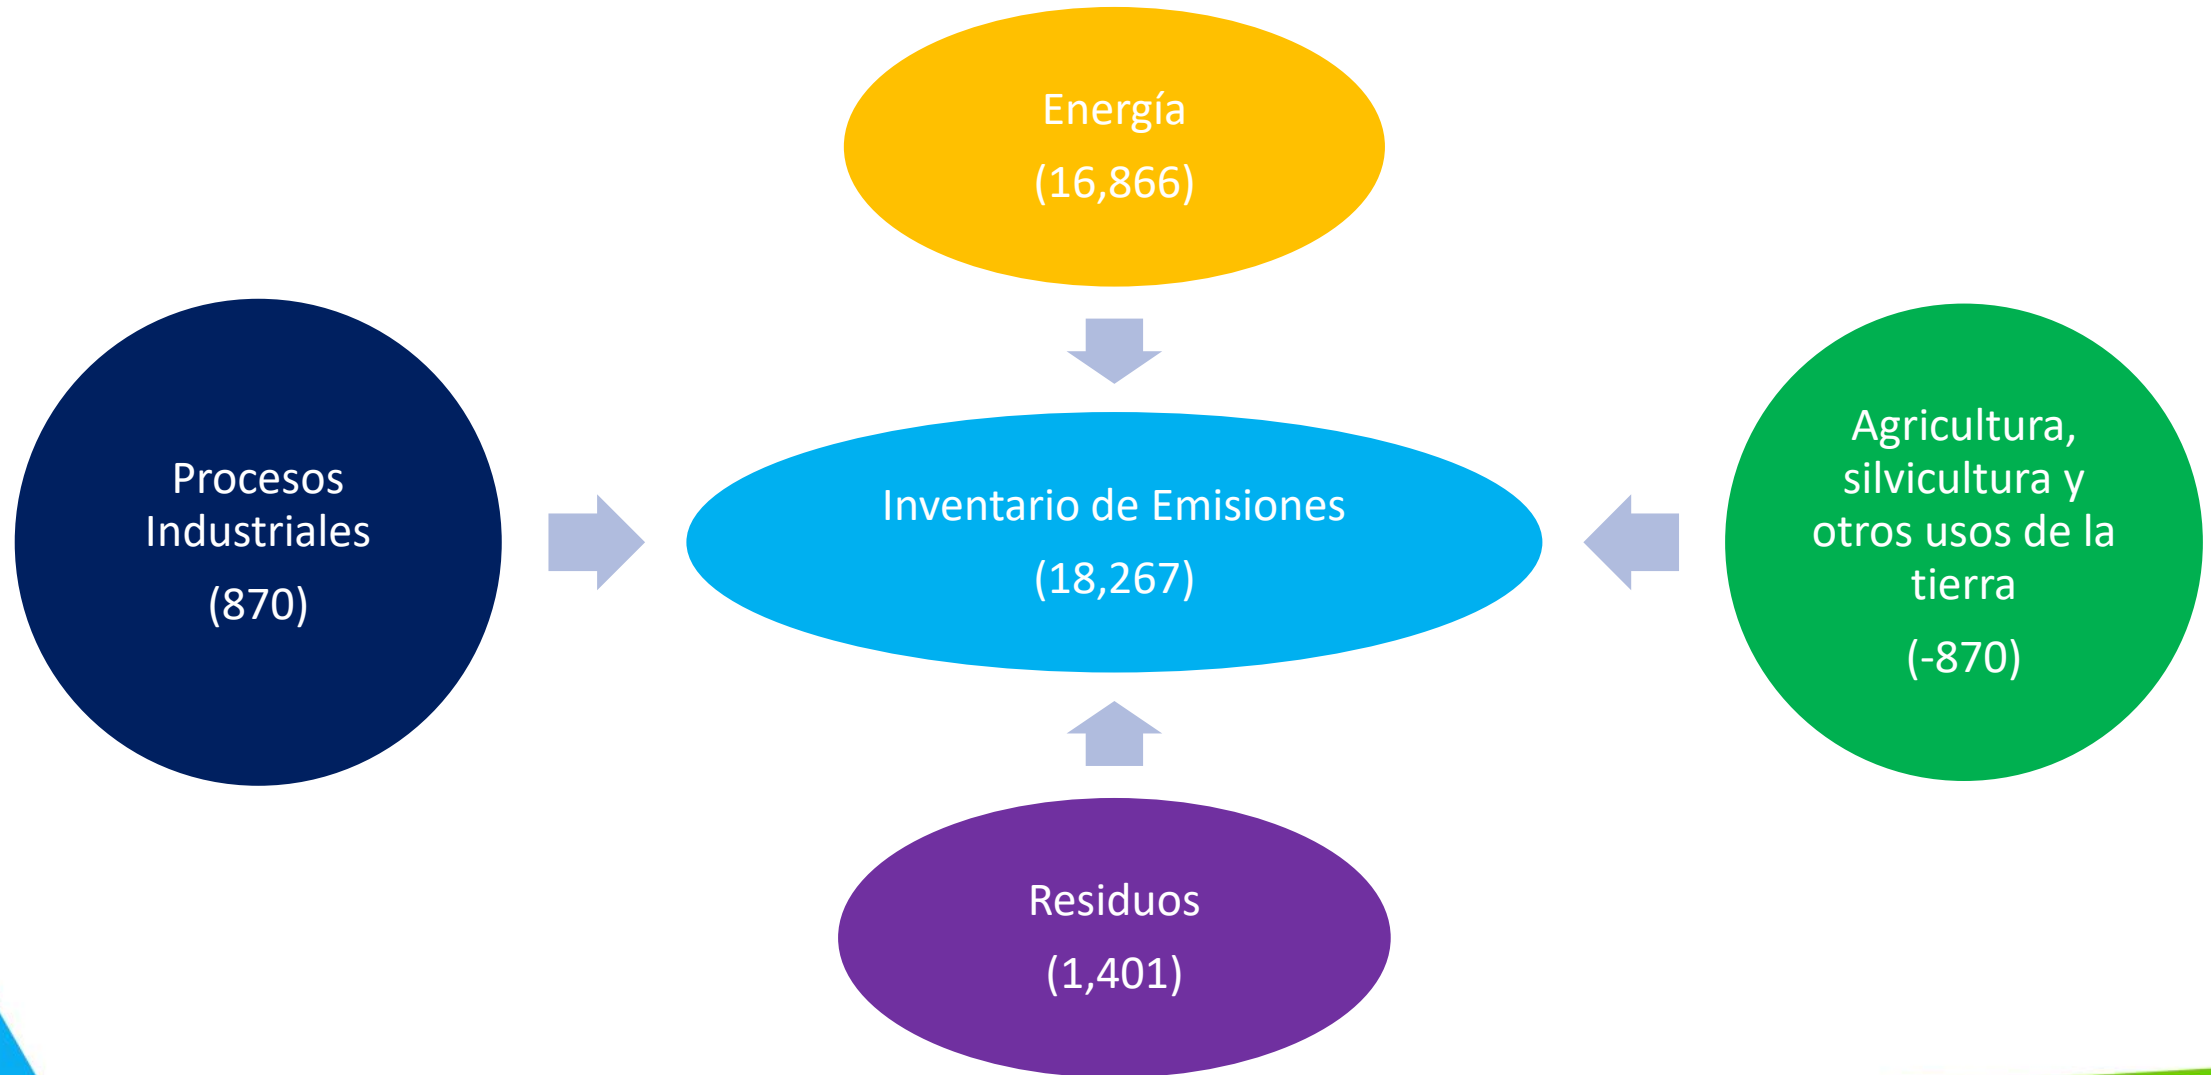 Energía
(16,866)
Procesos
Industriales
(870)
Inventario de Emisiones
(18,267)
Agricultura,
silvicultura y
otros usos de la
tierra
(-870)
Residuos
(1,401)